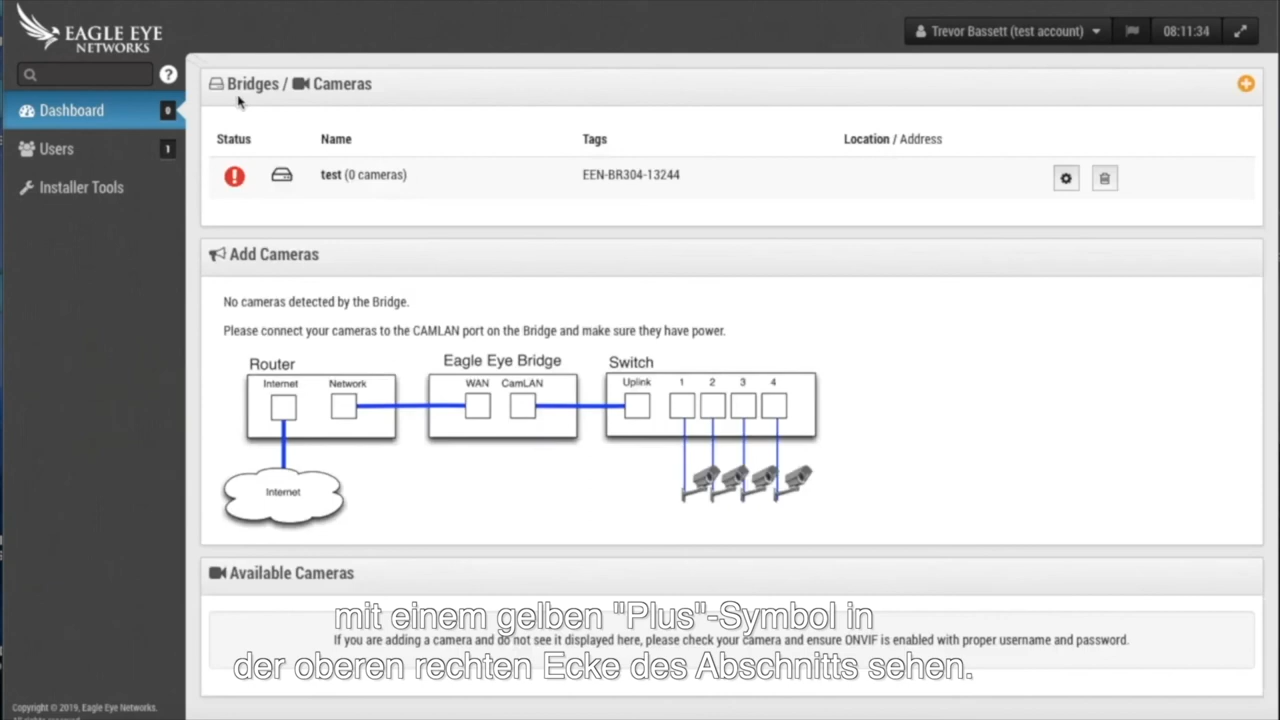 EAGLE EYE
NETWORKS
Trevor Bassett (test account)
08:11:34
Dashboard
0
Users
1
Installer Tools
Bridges / Cameras
Status Name Tags Location / Address
test (0 cameras) EEN-BR304-13244
Add Cameras
No cameras detected by the Bridge.
Please connect your cameras to the CAMLAN port on the Bridge and make sure they have power.
Router Eagle Eye Bridge Switch
Internet Network WAN CamLAN Uplink 1 2 3 4
Internet
Available Cameras
mit einem gelben "Plus"-Symbol in
If you are adding a camera and do not see it displayed here, please check your camera and ensure ONVIF is enabled with proper username and password.
der oberen rechten Ecke des Abschnitts sehen.
Copyright © 2019, Eagle Eye Networks.
All rights reserved.